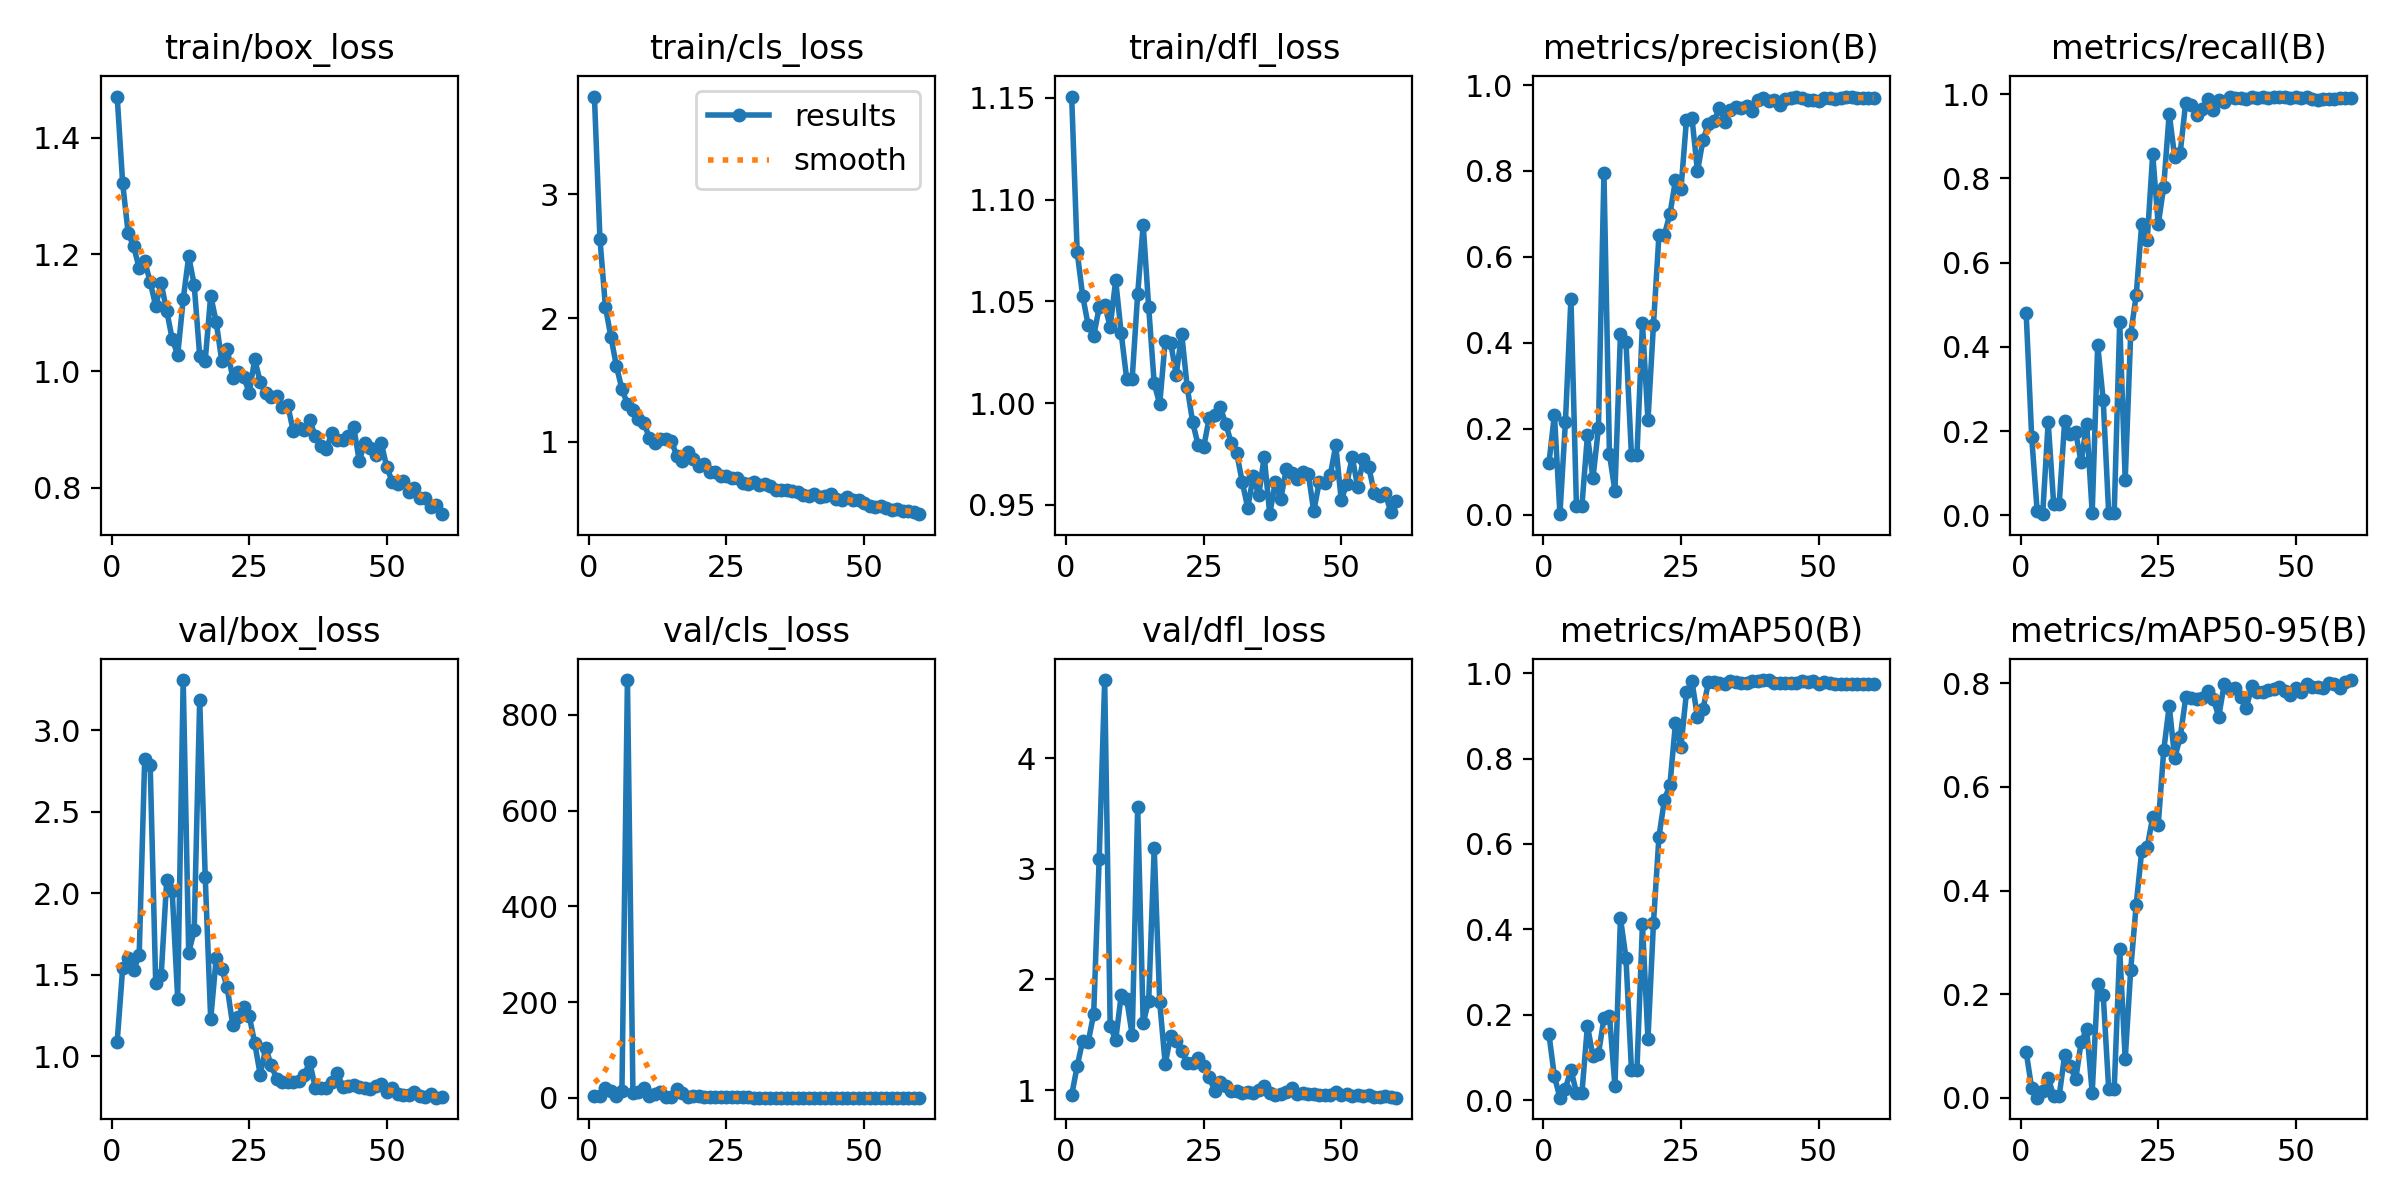 train/box_loss
1.4
1.2
1.0
0.8
0 25 50
train/cls_loss
results
smooth
3
2
1
0 25 50
train/dfl_loss
1.15
1.10
1.05
1.00
0.95
0 25 50
metrics/precision(B)
1.0
0.8
0.6
0.4
0.2
0.0
0 25 50
metrics/recall(B)
1.0
0.8
0.6
0.4
0.2
0.0
0 25 50
val/box_loss
3.0
2.5
2.0
1.5
1.0
0 25 50
val/cls_loss
800
600
400
200
0
0 25 50
val/dfl_loss
4
3
2
1
0 25 50
metrics/mAP50(B)
1.0
0.8
0.6
0.4
0.2
0.0
0 25 50
metrics/mAP50-95(B)
0.8
0.6
0.4
0.2
0.0
0 25 50